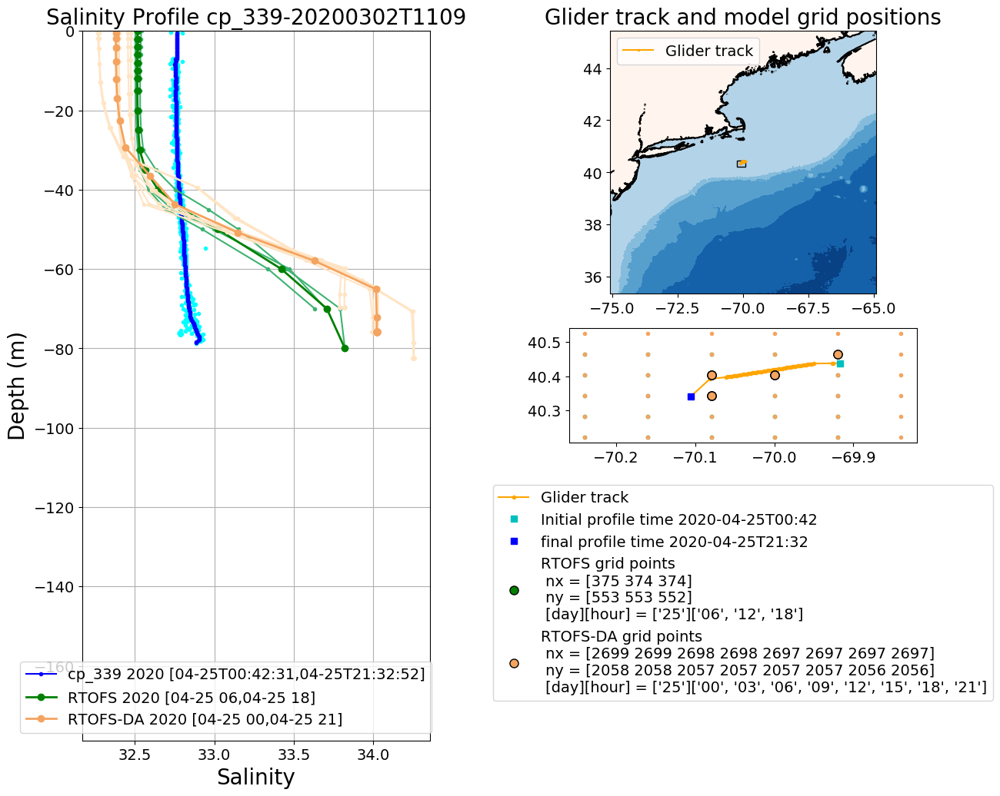 Salinity Profile cp_339-20200302T1109
0
−20
−40
−60
−80
−100
−120
−140
−160
Depth (m)
cp_339 2020 [04-25T00:42:31,04-25T21:32:52]
RTOFS 2020 [04-25 06,04-25 18]
RTOFS-DA 2020 [04-25 00,04-25 21]
32.5 33.0 33.5 34.0
Salinity
Glider track and model grid positions
Glider track
44
42
40
38
36
−75.0 −72.5 −70.0 −67.5 −65.0
40.5
40.4
40.3
−70.2 −70.1 −70.0 −69.9
Glider track
Initial profile time 2020-04-25T00:42
final profile time 2020-04-25T21:32
RTOFS grid points
nx = [375 374 374]
ny = [553 553 552]
[day][hour] = ['25']['06', '12', '18']
RTOFS-DA grid points
nx = [2699 2699 2698 2698 2697 2697 2697 2697]
ny = [2058 2058 2057 2057 2057 2057 2056 2056]
[day][hour] = ['25']['00', '03', '06', '09', '12', '15', '18', '21']